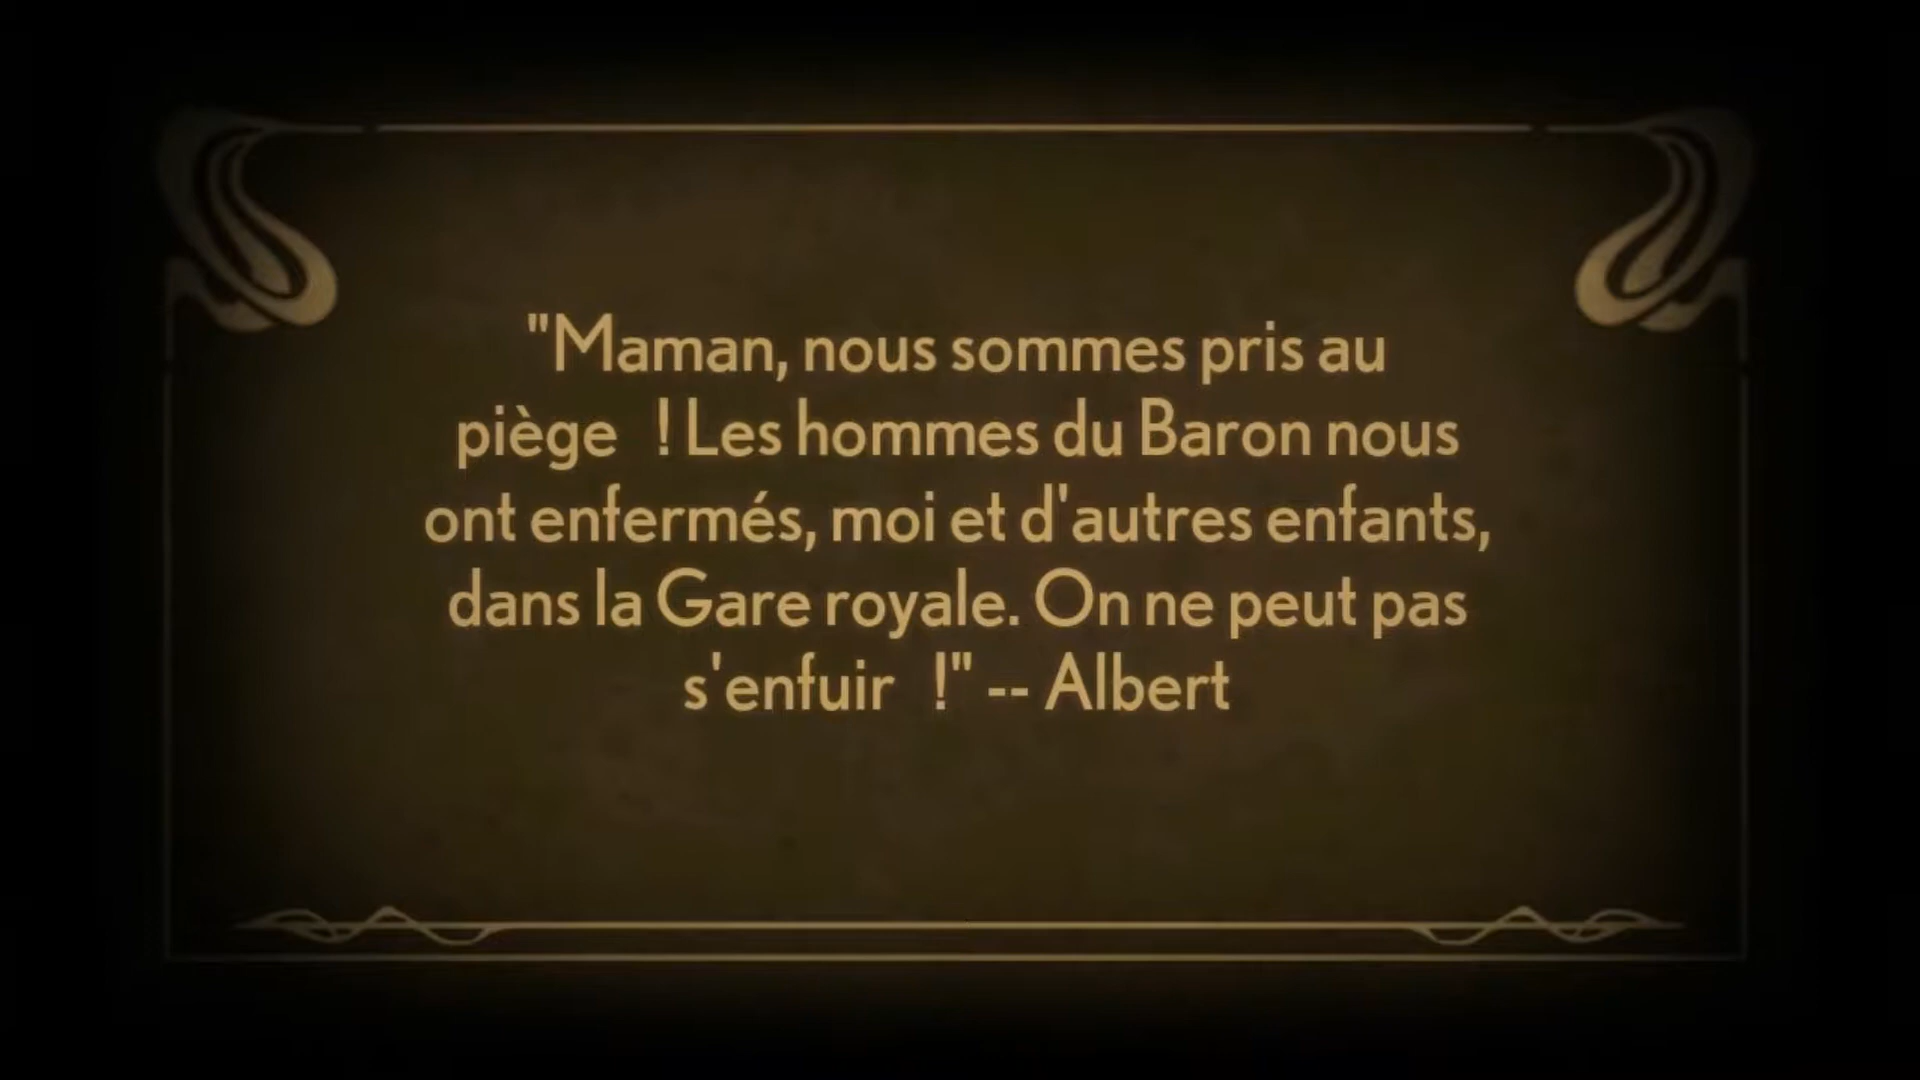 "Maman, nous sommes pris au
piège  ! Les hommes du Baron nous
ont enfermés, moi et d'autres enfants,
dans la Gare royale. On ne peut pas
s'enfuir  !" -- Albert